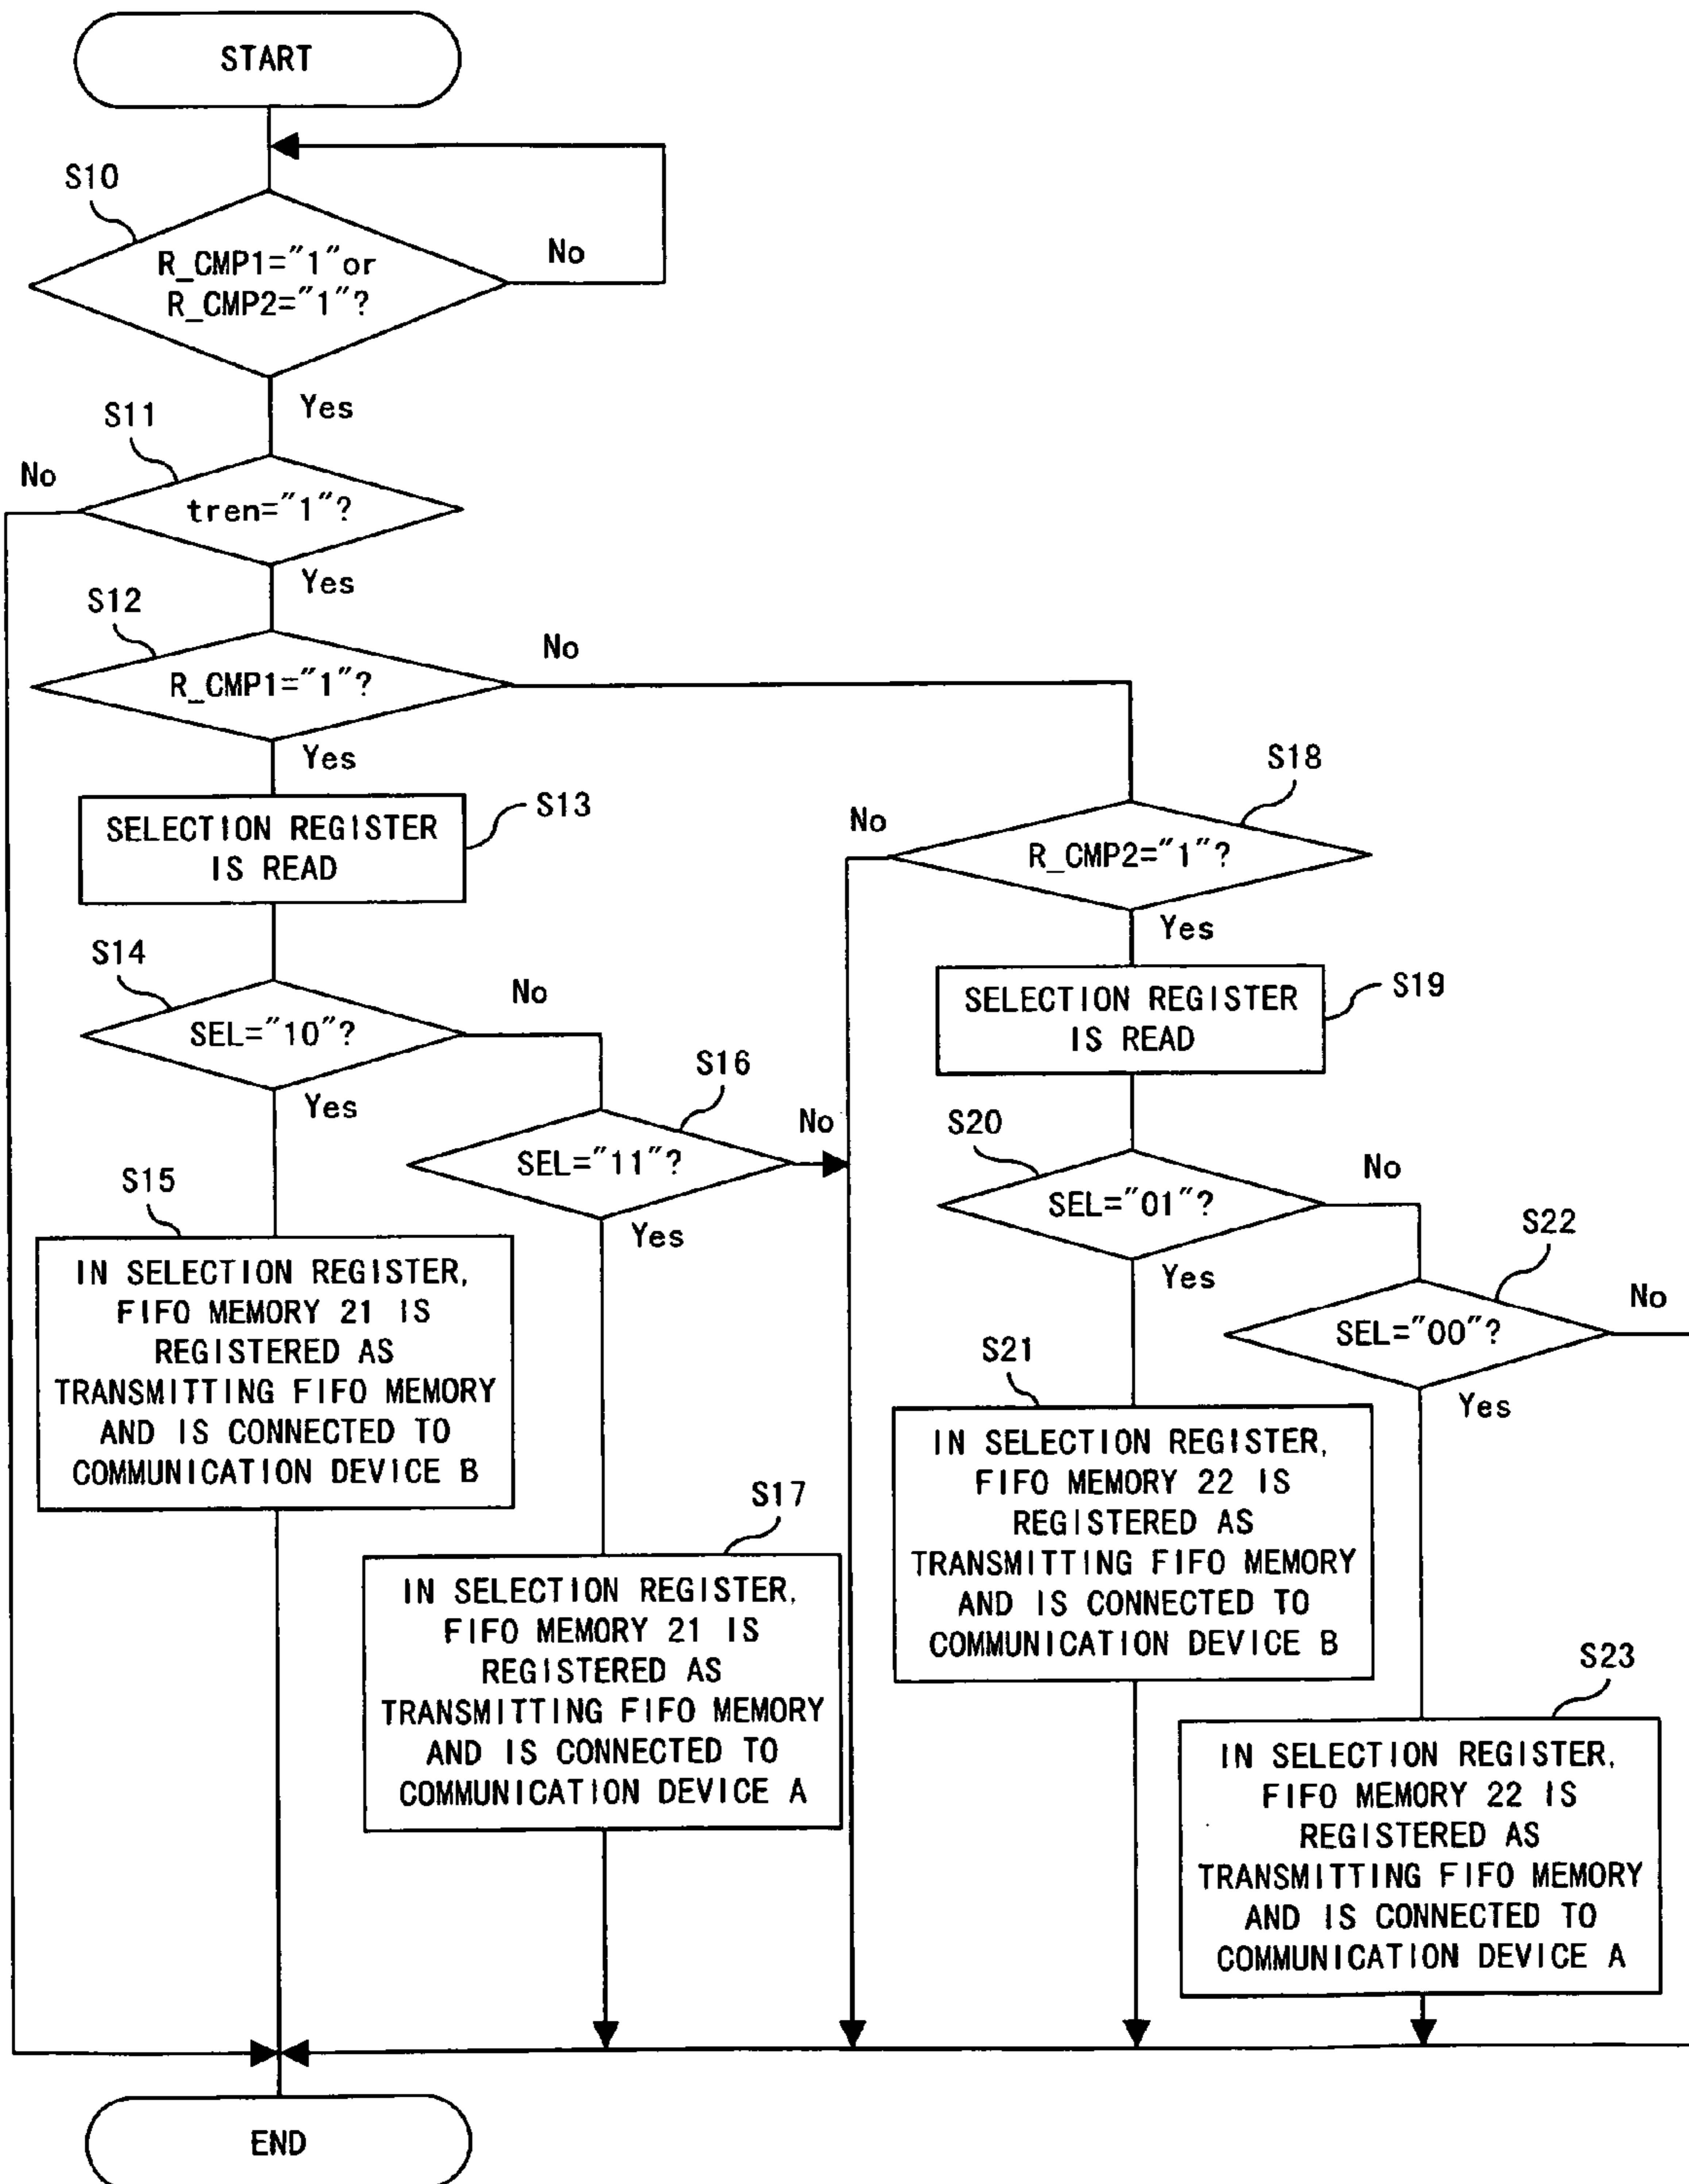 START
S10
R_CMP1="1"or
R_CMP2="1"?
No
Yes
S11
No
tren="1"?
Yes
S12
R_CMP1="1"?
No
Yes
SELECTION REGISTER
IS READ
S13
S14
SEL="10"?
No
Yes
S15
IN SELECTION REGISTER,
FIFO MEMORY 21 IS
REGISTERED AS
TRANSMITTING FIFO MEMORY
AND IS CONNECTED TO
COMMUNICATION DEVICE B
S16
SEL="11"?
No
Yes
S17
IN SELECTION REGISTER,
FIFO MEMORY 21 IS
REGISTERED AS
TRANSMITTING FIFO MEMORY
AND IS CONNECTED TO
COMMUNICATION DEVICE A
S18
No
R_CMP2="1"?
Yes
SELECTION REGISTER
IS READ
S19
S20
SEL="01"?
No
Yes
S21
IN SELECTION REGISTER,
FIFO MEMORY 22 IS
REGISTERED AS
TRANSMITTING FIFO MEMORY
AND IS CONNECTED TO
COMMUNICATION DEVICE B
S22
SEL="00"?
No
Yes
S23
IN SELECTION REGISTER,
FIFO MEMORY 22 IS
REGISTERED AS
TRANSMITTING FIFO MEMORY
AND IS CONNECTED TO
COMMUNICATION DEVICE A
END